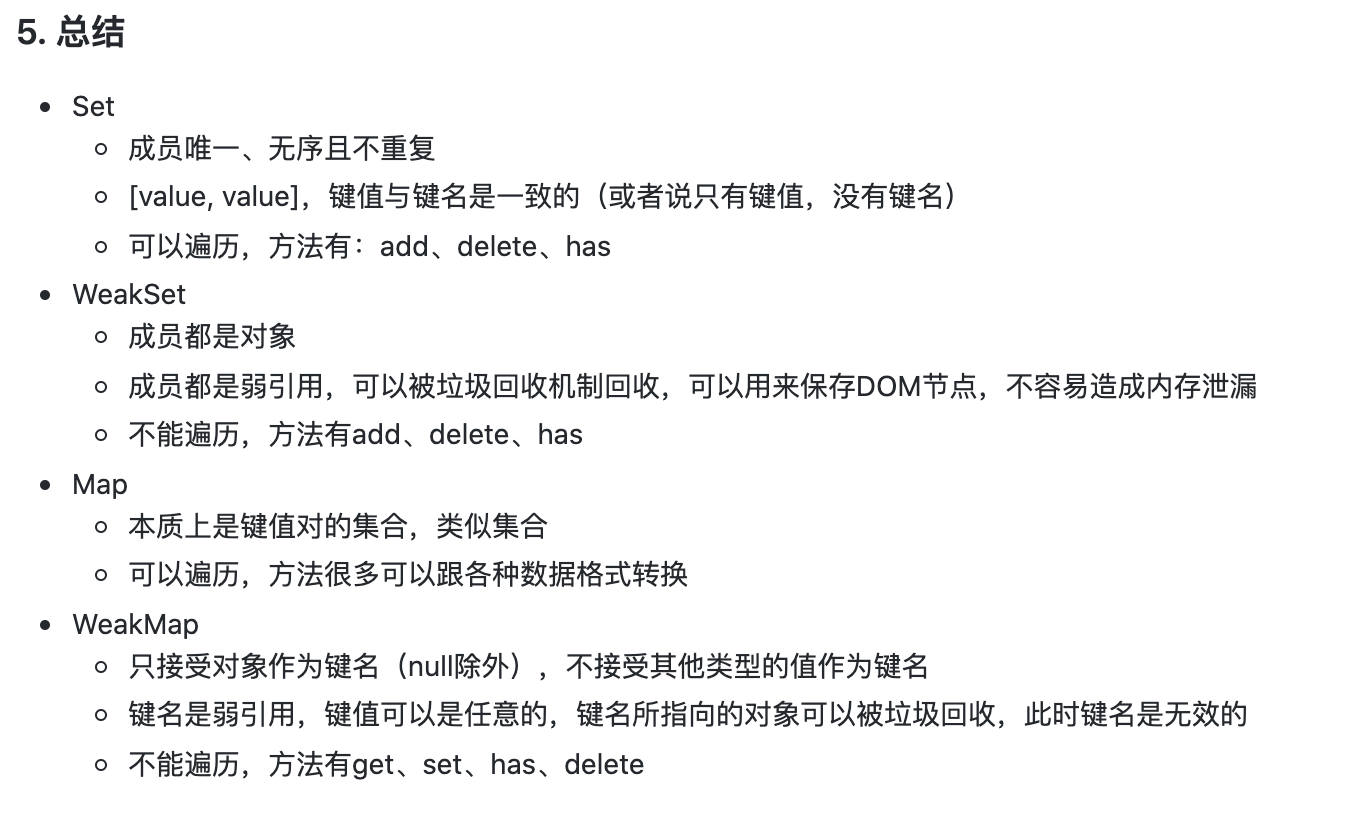 5. 总结
Set
成员唯一、无序且不重复
[value, value]，键值与键名是一致的（或者说只有键值，没有键名）
可以遍历，方法有：add、delete、has
WeakSet
成员都是对象
成员都是弱引用，可以被垃圾回收机制回收，可以用来保存DOM节点，不容易造成内存泄漏
不能遍历，方法有add、delete、has
Map
本质上是键值对的集合，类似集合
可以遍历，方法很多可以跟各种数据格式转换
WeakMap
只接受对象作为键名（null除外），不接受其他类型的值作为键名
键名是弱引用，键值可以是任意的，键名所指向的对象可以被垃圾回收，此时键名是无效的
不能遍历，方法有get、set、has、delete